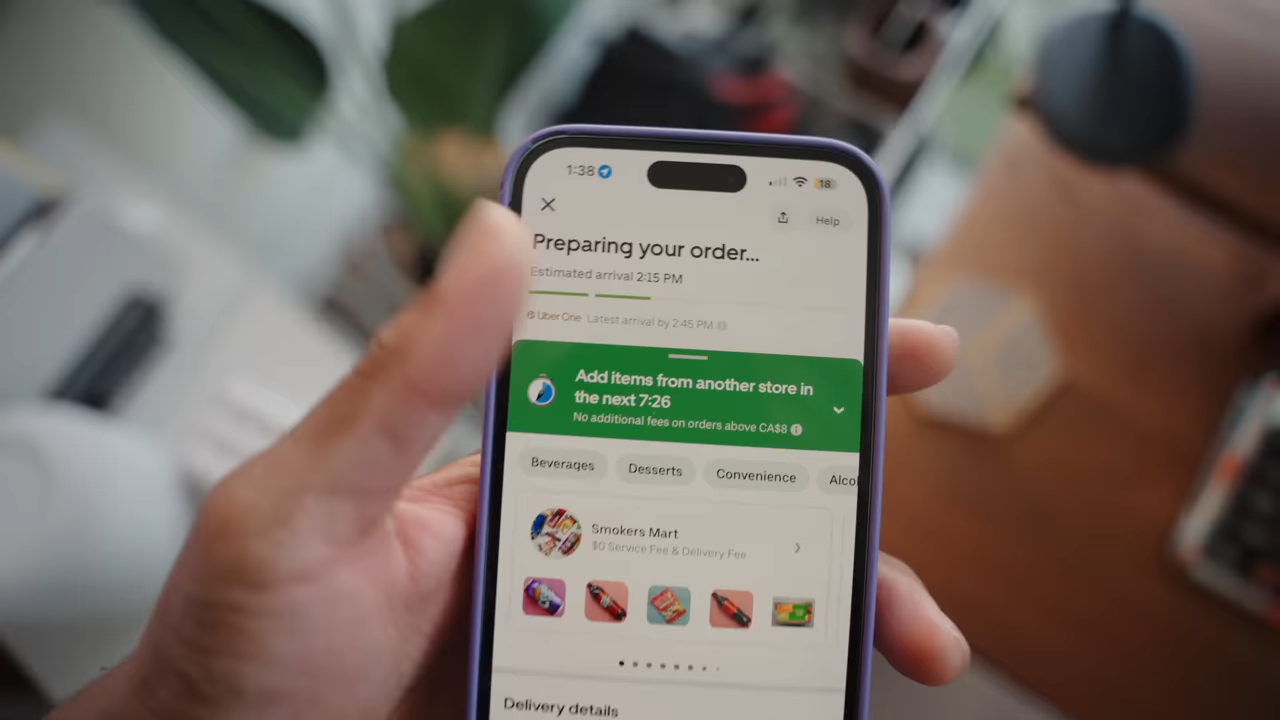 1:38
18
Help
Preparing your order...
Estimated arrival 2:15 PM
Uber One Latest arrival by 2:45 PM
Add items from another store in
the next 7:26
No additional fees on orders above CA$8
Beverages Desserts Convenience Alco
Smokers Mart
$0 Service Fee & Delivery Fee
Delivery details